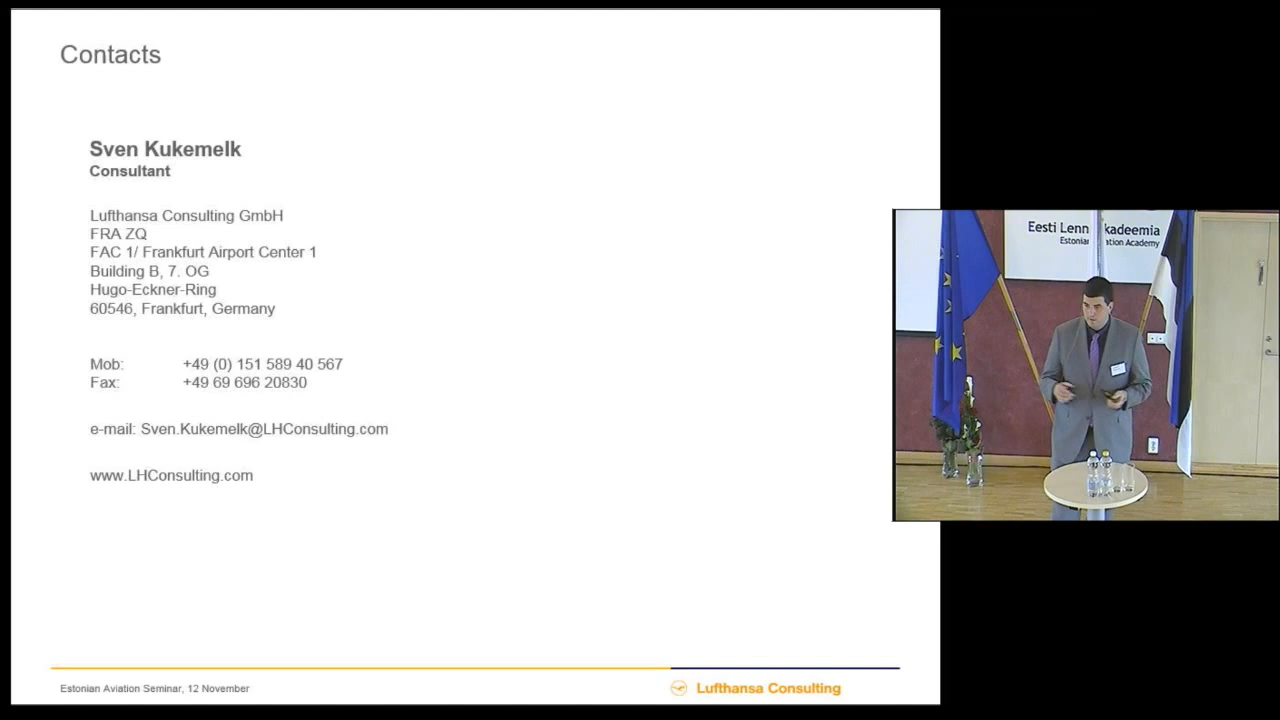 Contacts
Sven Kukemelk
Consultant
Lufthansa Consulting GmbH
FRA ZQ
FAC 1/ Frankfurt Airport Center 1
Building B, 7. OG
Hugo-Eckner-Ring
60546, Frankfurt, Germany
Mob: +49 (0) 151 589 40 567
Fax: +49 69 696 20830
e-mail: Sven.Kukemelk@LHConsulting.com
www.LHConsulting.com
Estonian Aviation Seminar, 12 November
Lufthansa Consulting
Eesti Lenn kadeemia
Estonian ation Academy